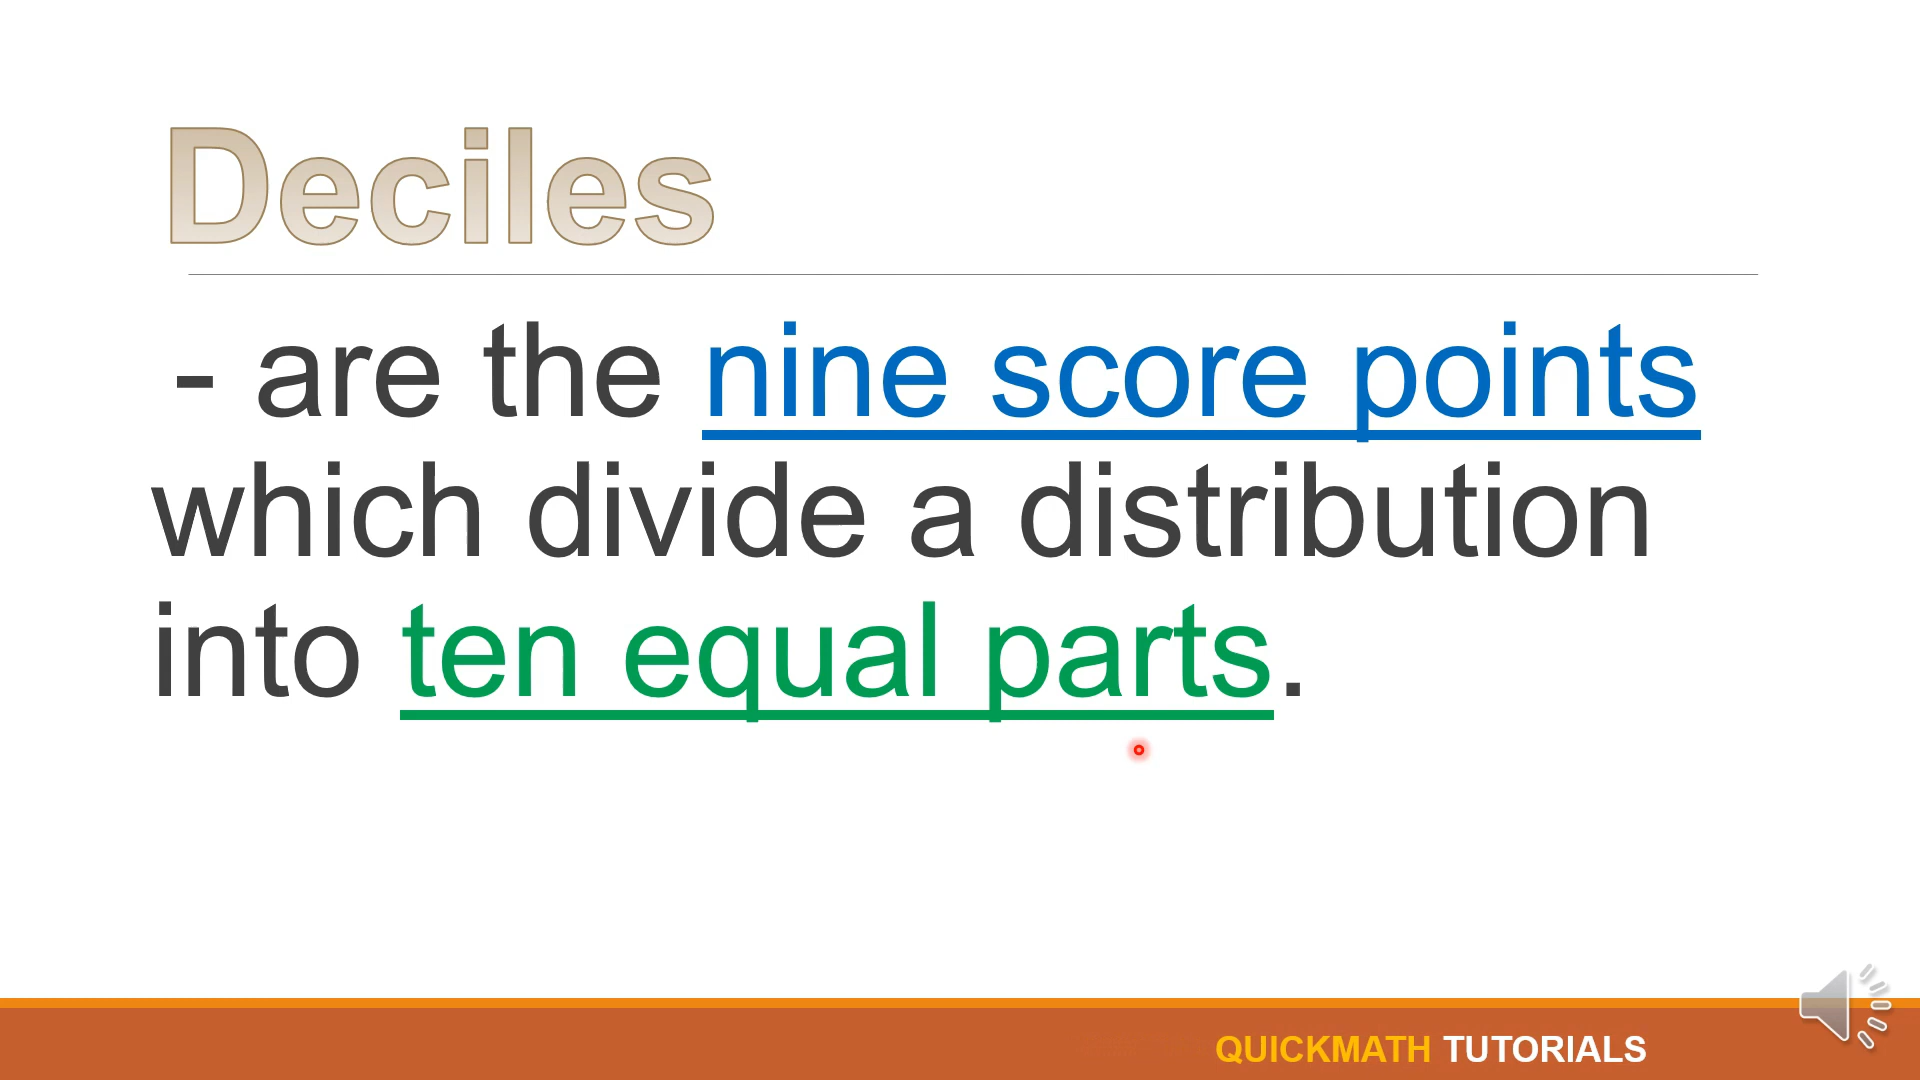 Deciles
- are the nine score points
which divide a distribution
into ten equal parts.
QUICKMATH TUTORIALS